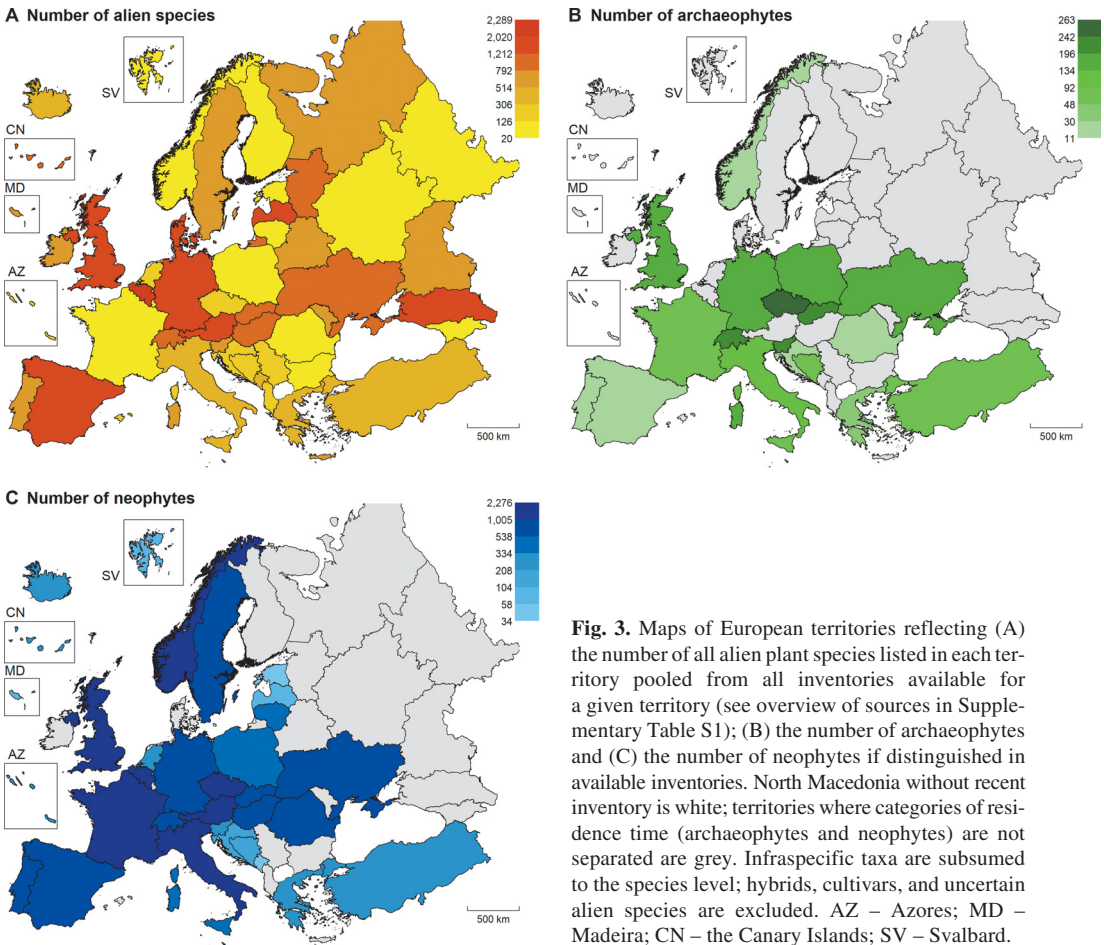 A Number of alien species
2,289
2,020
1,212
792
514
306
126
20
SV
CN
MD
AZ
500 km
B Number of archaeophytes
263
242
196
134
92
48
30
11
SV
CN
MD
AZ
500 km
C Number of neophytes
2,276
1,005
538
334
208
104
58
34
SV
CN
MD
AZ
500 km
Fig. 3. Maps of European territories reflecting (A)
the number of all alien plant species listed in each ter-
ritory pooled from all inventories available for
a given territory (see overview of sources in Supple-
mentary Table S1); (B) the number of archaeophytes
and (C) the number of neophytes if distinguished in
available inventories. North Macedonia without recent
inventory is white; territories where categories of resi-
dence time (archaeophytes and neophytes) are not
separated are grey. Infraspecific taxa are subsumed
to the species level; hybrids, cultivars, and uncertain
alien species are excluded. AZ – Azores; MD –
Madeira; CN – the Canary Islands; SV – Svalbard.